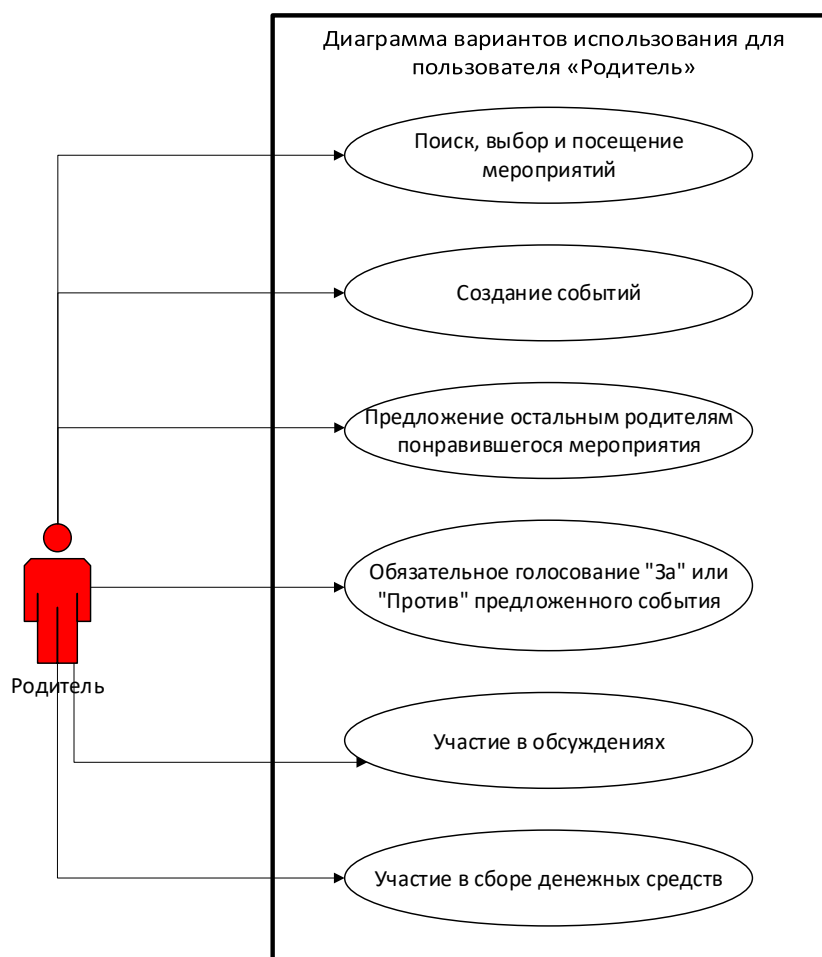 Диаграмма вариантов использования для
пользователя «Родитель»
Поиск, выбор и посещение
мероприятий
Создание событий
Предложение остальным родителям
понравившегося мероприятия
Обязательное голосование "За" или
"Против" предложенного события
Родитель
Участие в обсуждениях
Участие в сборе денежных средств